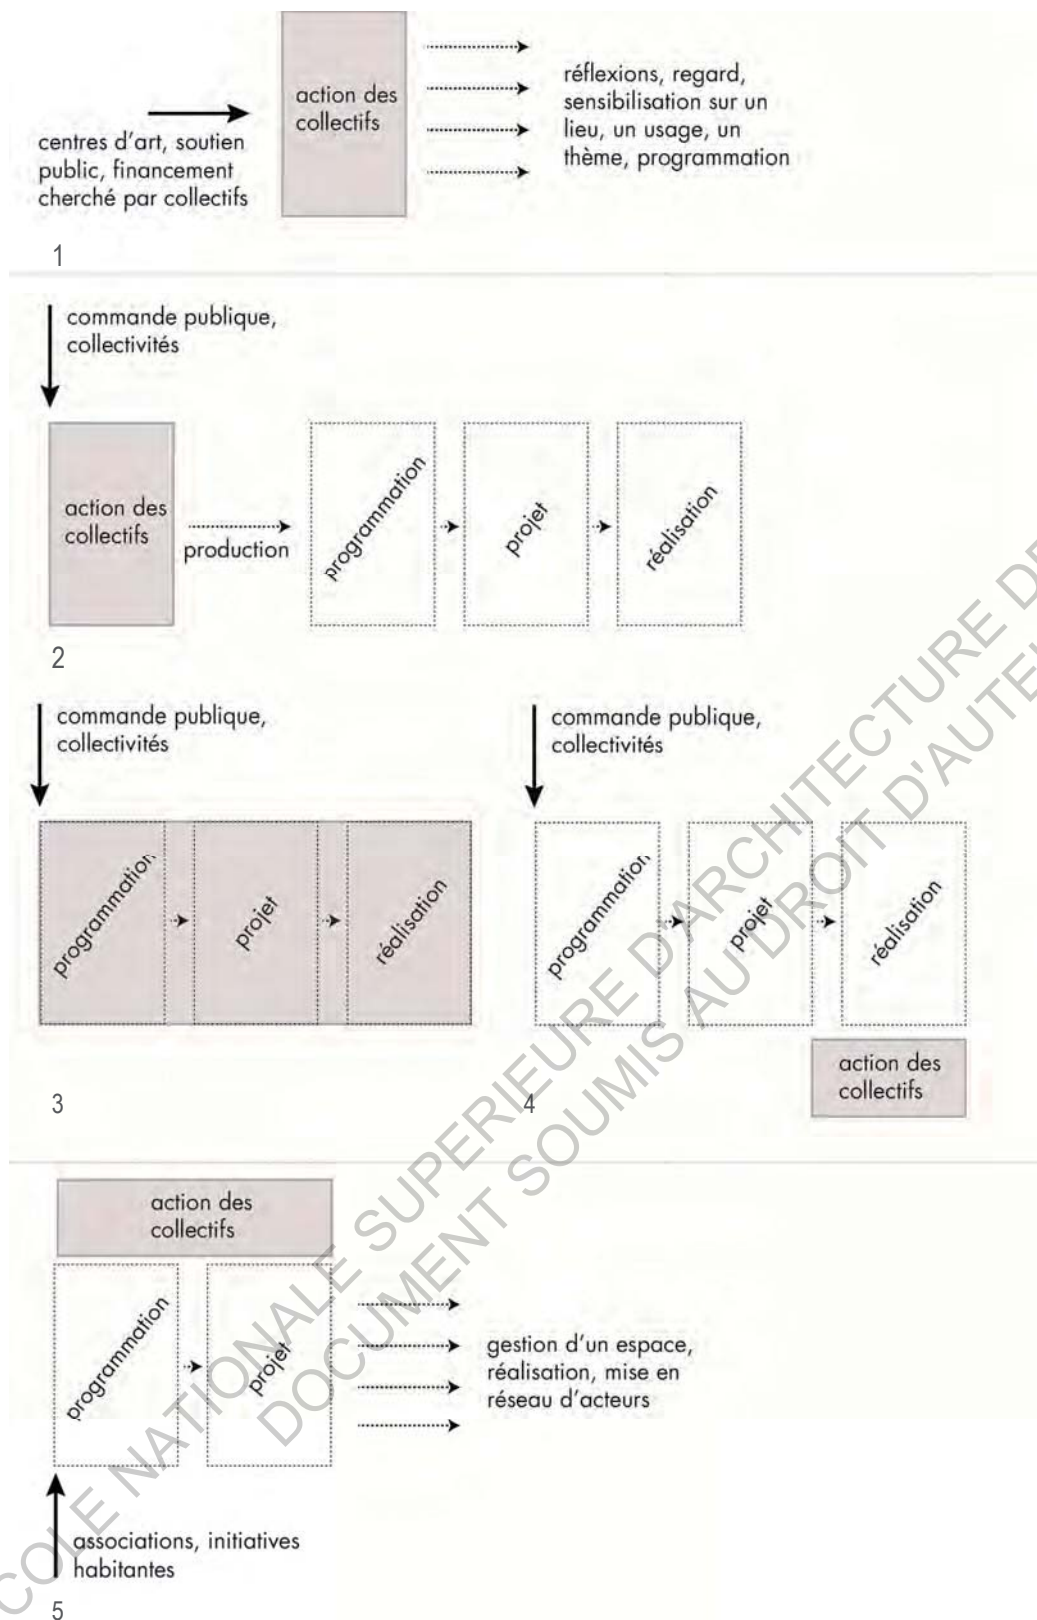 action des
collectifs
centres d'art, soutien
public, financement
cherché par collectifs
réflexions, regard,
sensibilisation sur un
lieu, un usage, un
thème, programmation
1
commande publique,
collectivités
action des
collectifs
production
programmation
projet
réalisation
2
commande publique,
collectivités
programmation
projet
réalisation
3
commande publique,
collectivités
programmation
projet
réalisation
action des
collectifs
4
action des
collectifs
programmation
projet
gestion d'un espace,
réalisation, mise en
réseau d'acteurs
associations, initiatives
habitantes
5
NATIONALE SUPERIEURE D'ARCHITECTURE
DOCUMENT SOUMIS AU DROIT D'AUTEUR